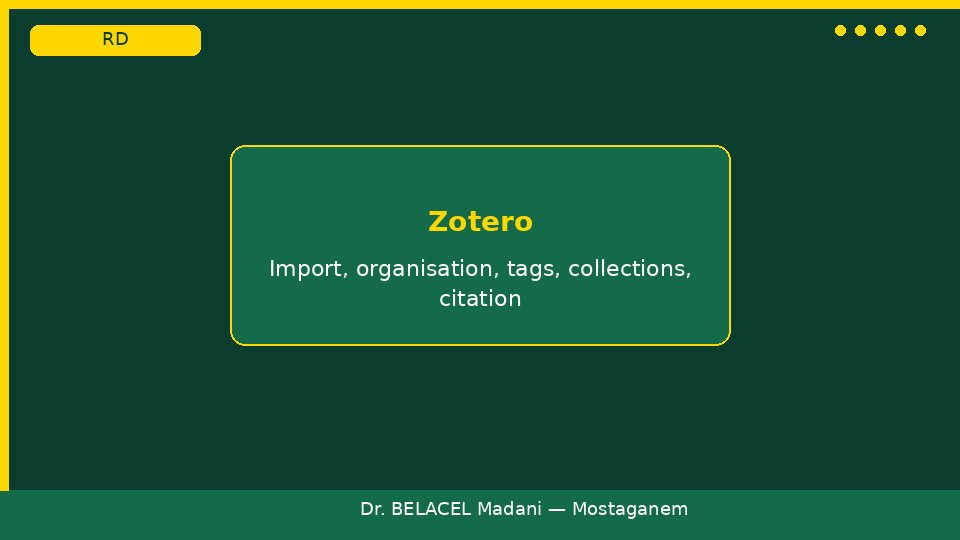 RD
Zotero
Import, organisation, tags, collections,
citation
Dr. BELACEL Madani — Mostaganem